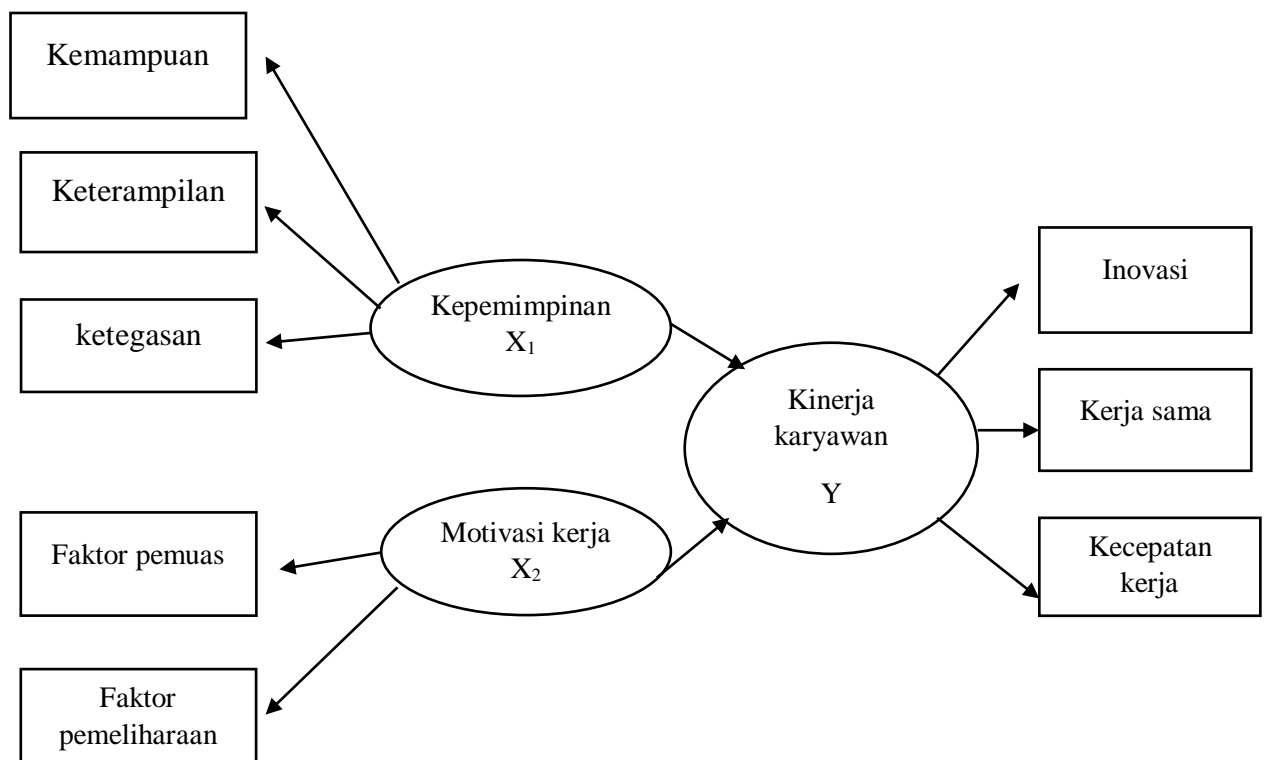 Kemampuan
Keterampilan
ketegasan
Kepemimpinan
X₁
Inovasi
Kinerja
karyawan
Y
Kerja sama
Kecepatan
kerja
Motivasi kerja
X₂
Faktor pemuas
Faktor
pemeliharaan